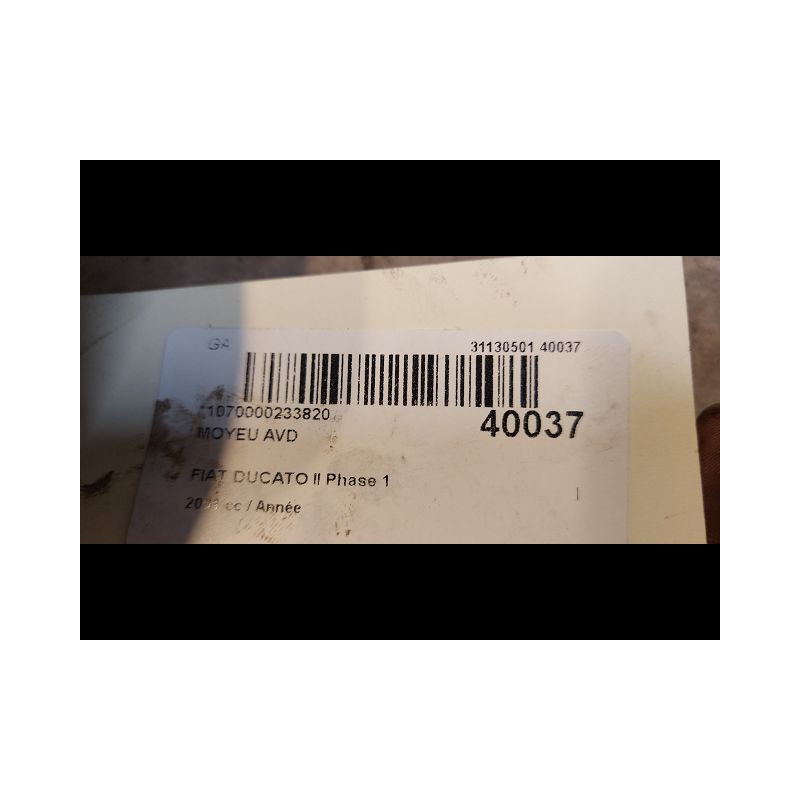 GA 31130501 40037
*1070000233820
40037
MOYEU AVD
FIAT DUCATO II Phase 1
cc / Année